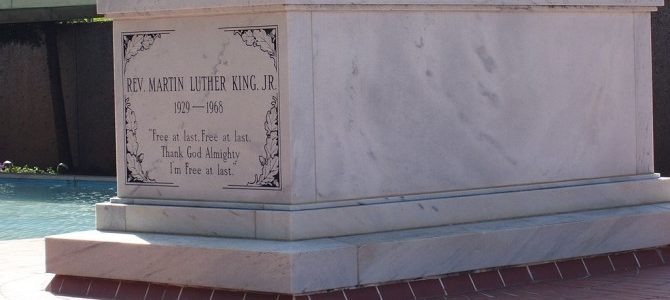 REV. MARTIN LUTHER KING, JR.
1929—1968
"Free at last, Free at last,
Thank God Almighty
I'm Free at last."